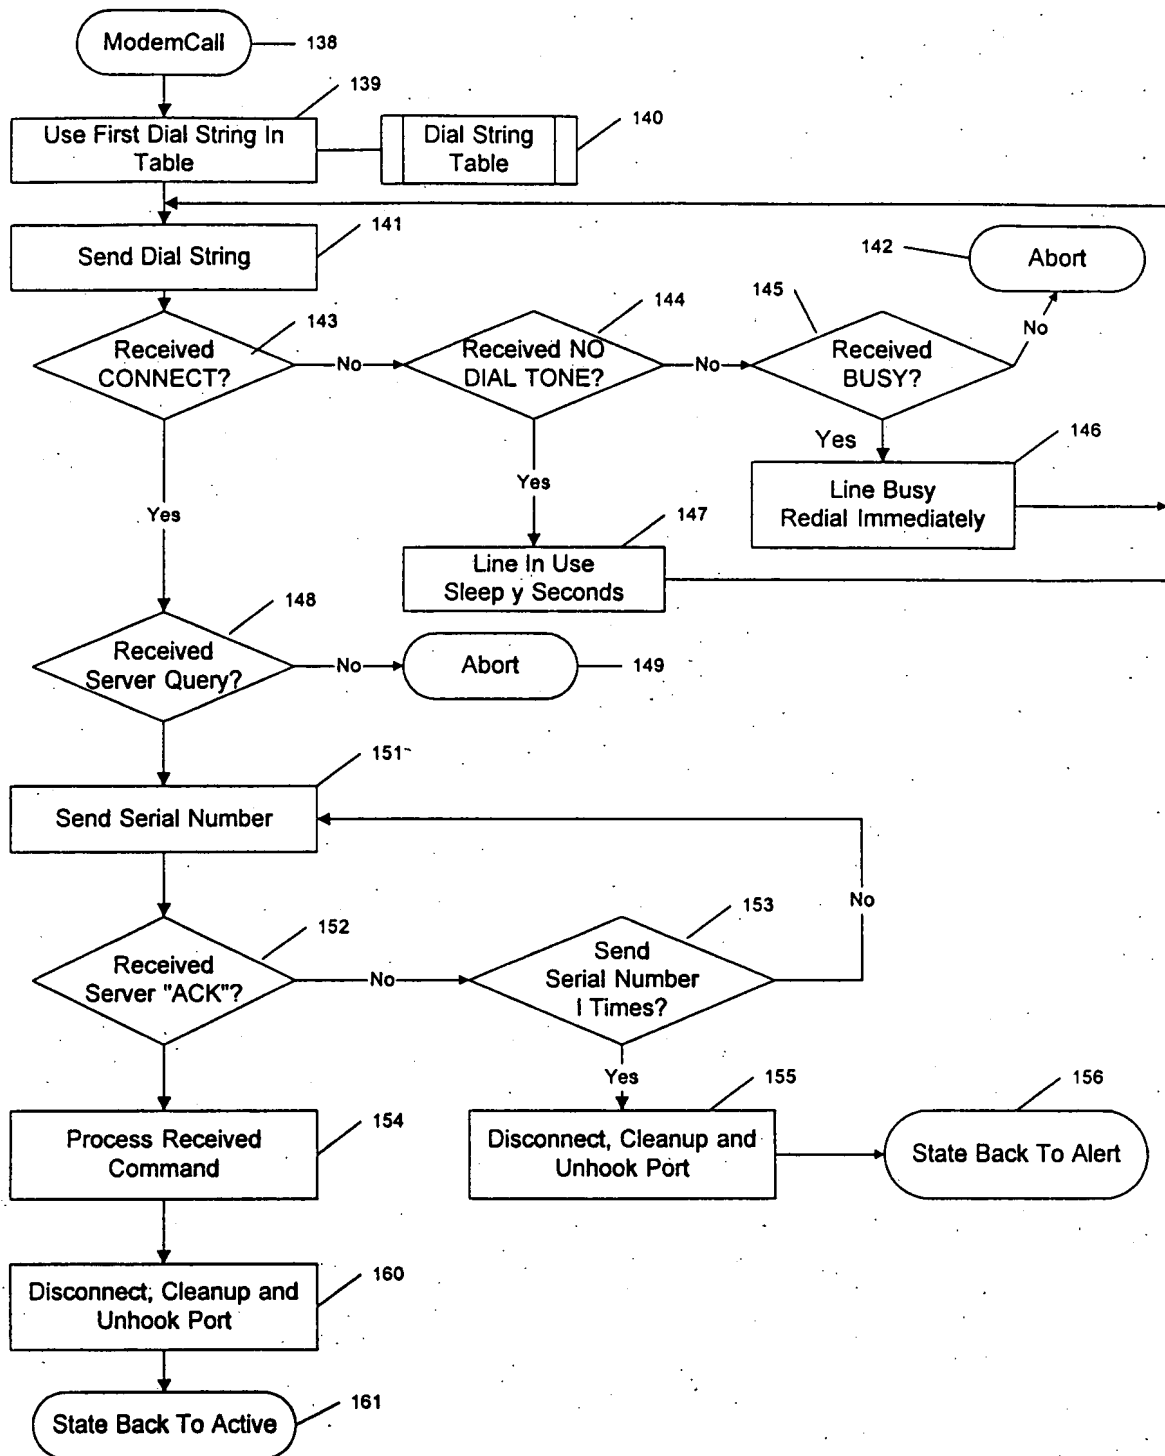 ModemCall
138
139
Use First Dial String In
Table
Dial String
Table
140
141
Send Dial String
142
Abort
143
Received
CONNECT?
No
144
Received NO
DIAL TONE?
No
145
Received
BUSY?
No
Yes
146
Line Busy
Redial Immediately
Yes
Yes
147
Line In Use
Sleep y Seconds
148
Received
Server Query?
No
Abort
149
151
Send Serial Number
No
152
Received
Server "ACK"?
No
153
Send
Serial Number
I Times?
Yes
154
Process Received
Command
155
Disconnect, Cleanup and
Unhook Port
156
State Back To Alert
160
Disconnect, Cleanup and
Unhook Port
161
State Back To Active